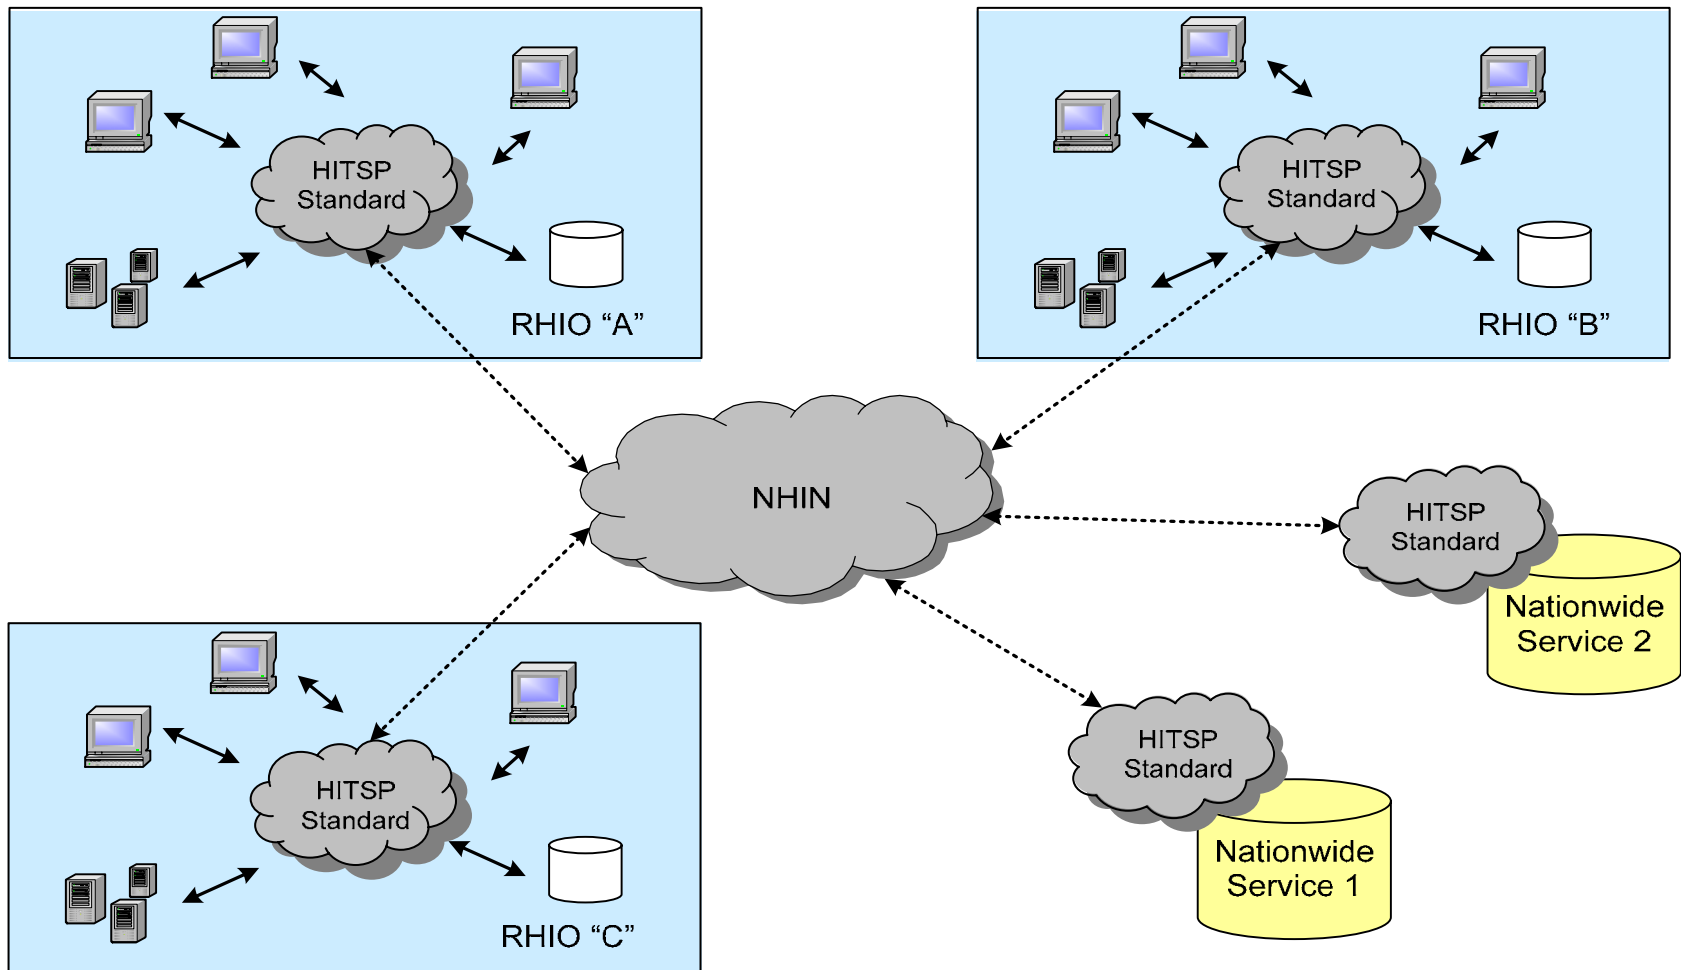 HITSP
Standard
RHIO “A”
HITSP
Standard
RHIO “B”
NHIN
HITSP
Standard
Nationwide
Service 2
HITSP
Standard
Nationwide
Service 1
HITSP
Standard
RHIO “C”